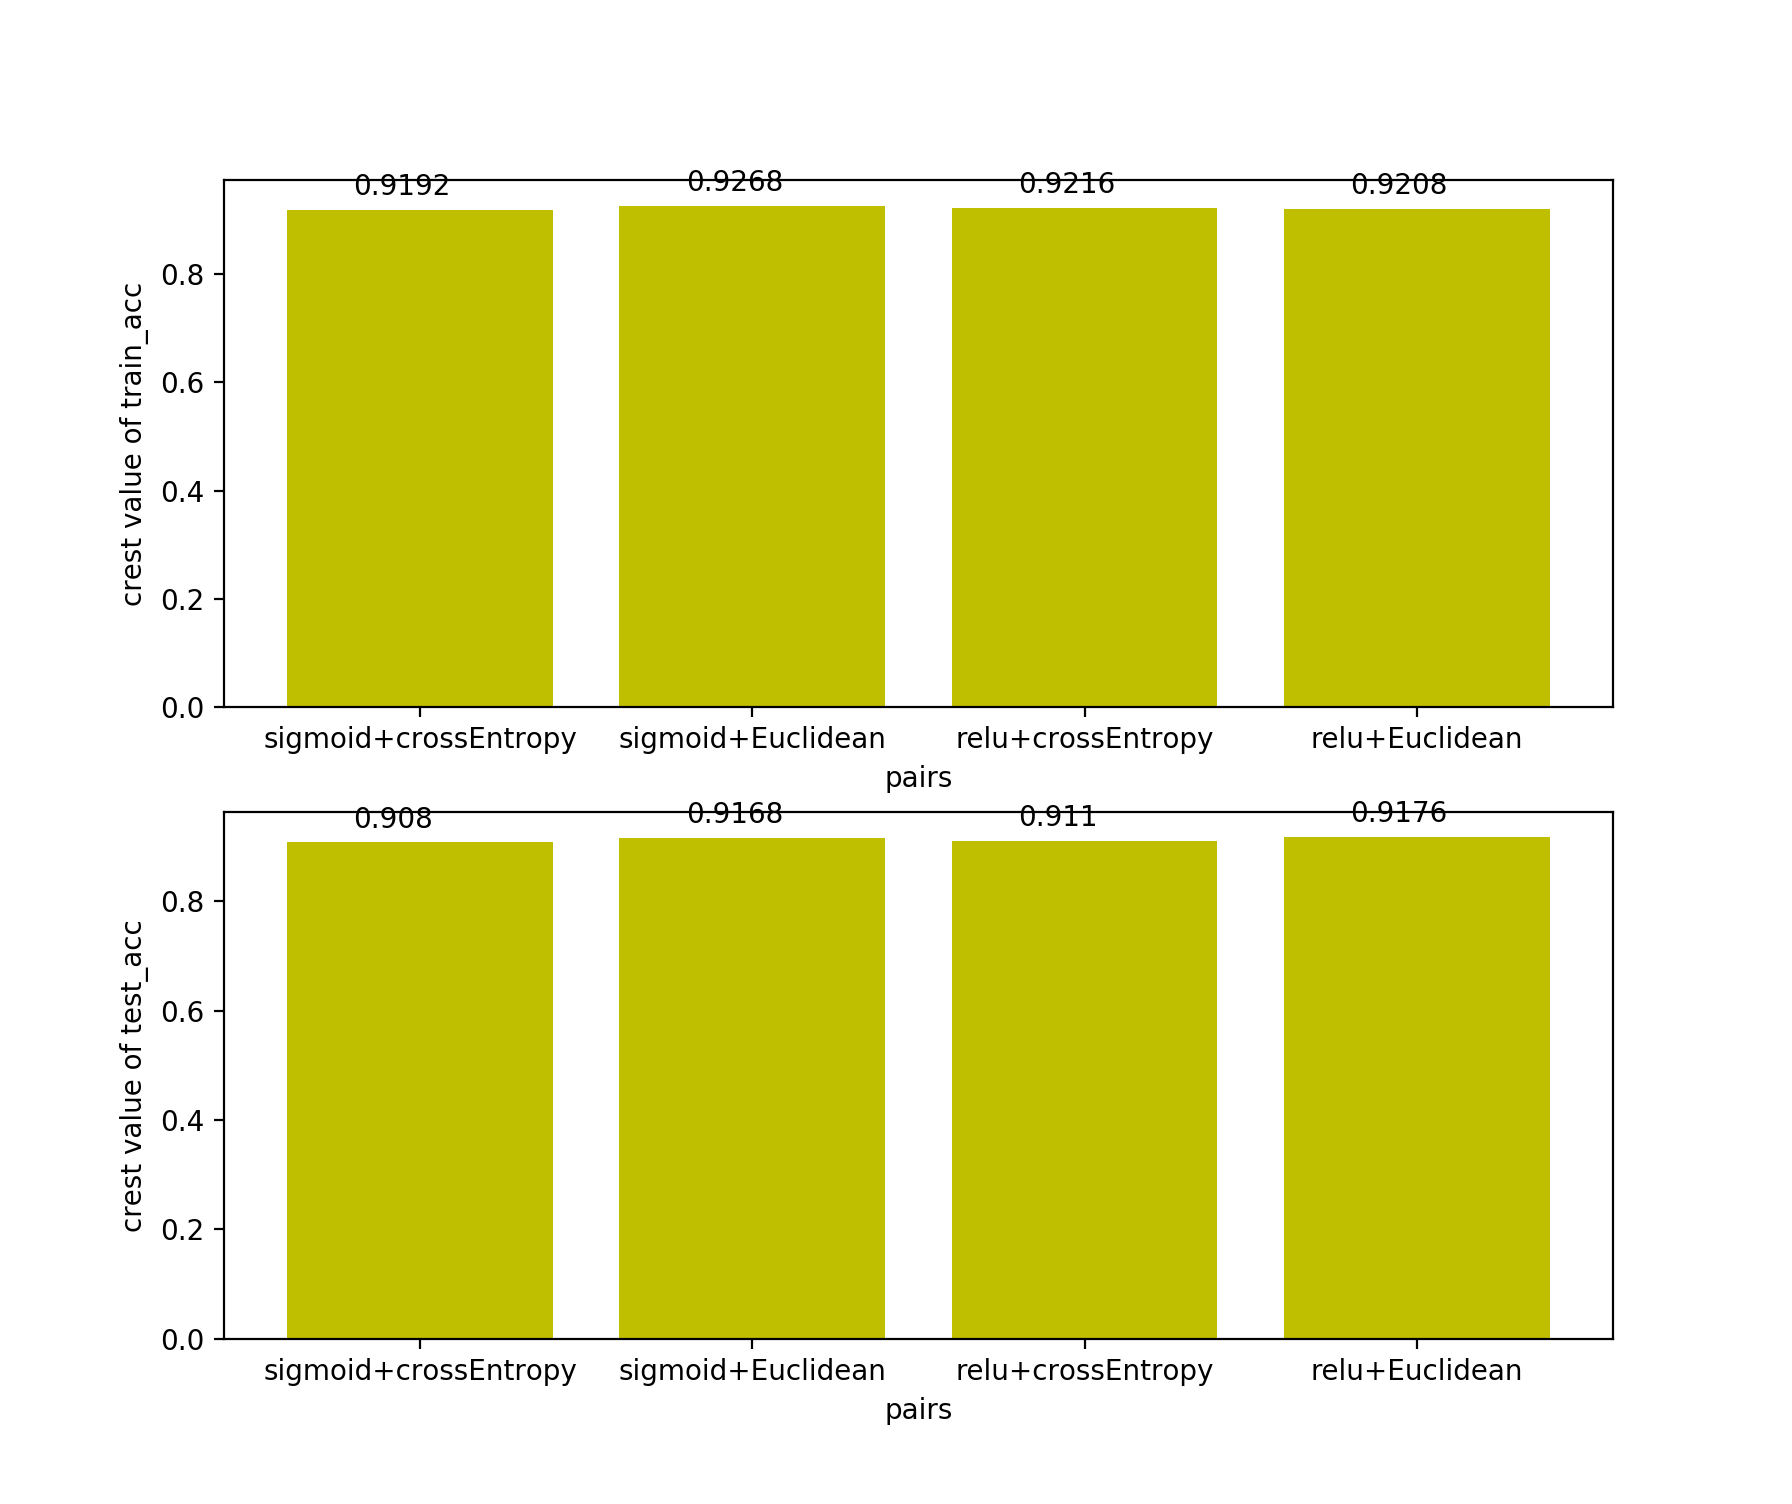 0.9192 0.9268 0.9216 0.9208
0.8
0.6
0.4
0.2
0.0
crest value of train_acc
sigmoid+crossEntropy sigmoid+Euclidean relu+crossEntropy relu+Euclidean
pairs
0.908 0.9168 0.911 0.9176
0.8
0.6
0.4
0.2
0.0
crest value of test_acc
sigmoid+crossEntropy sigmoid+Euclidean relu+crossEntropy relu+Euclidean
pairs